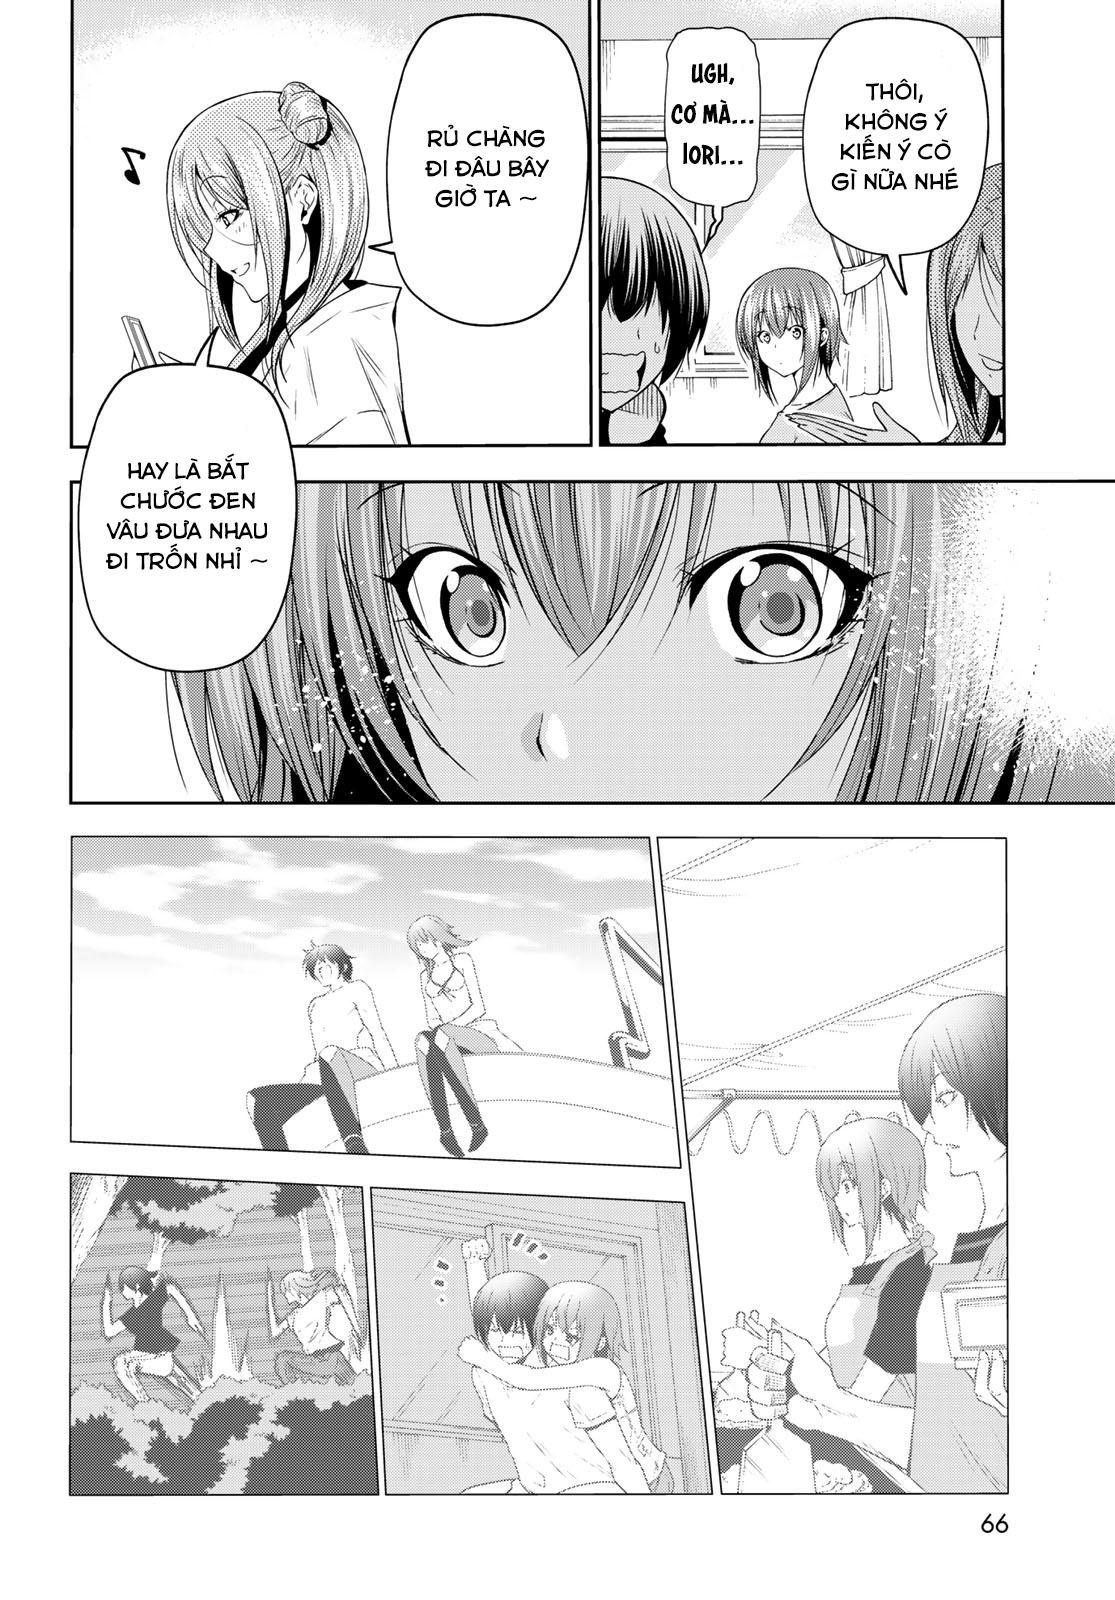 THÔI,
KHÔNG Ý
KIẾN Ý CÒ
GÌ NỮA NHÉ
UGH,
CƠ MÀ...
IORI...
RỦ CHÀNG
ĐI ĐÂU BÂY
GIỜ TA ~
HAY LÀ BẮT
CHƯỚC ĐEN
VÂU ĐƯA NHAU
ĐI TRỐN NHỈ ~
66